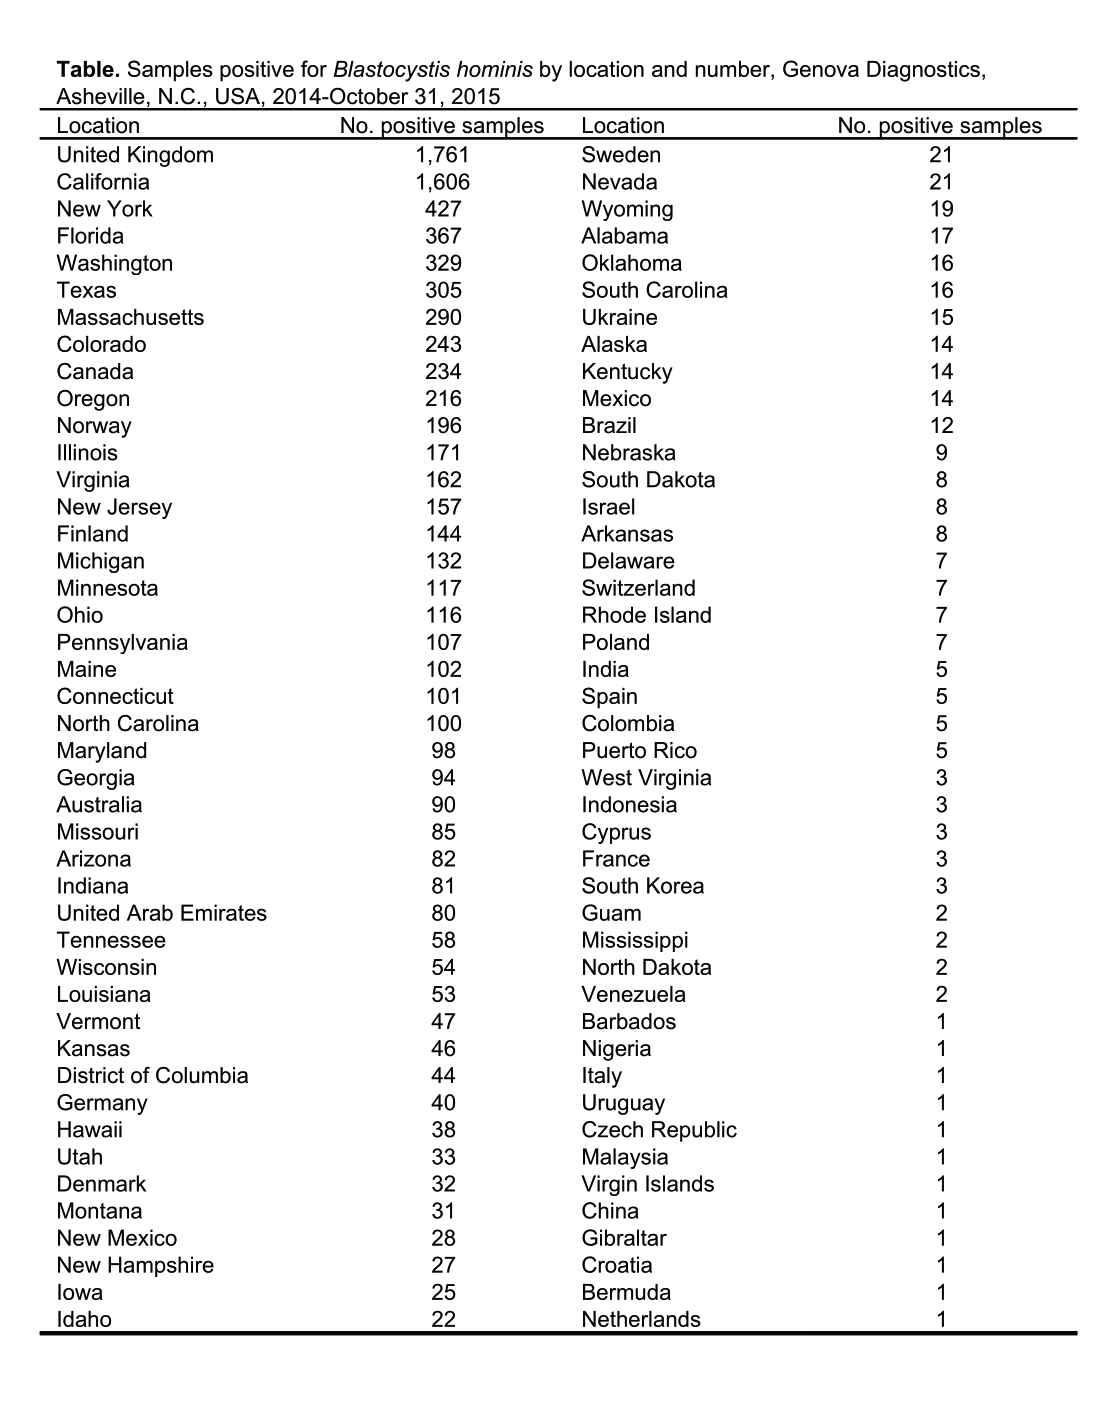 Table. Samples positive for Blastocystis hominis by location and number, Genova Diagnostics,
Asheville, N.C., USA, 2014-October 31, 2015
Location No. positive samples Location No. positive samples
United Kingdom 1,761 Sweden 21
California 1,606 Nevada 21
New York 427 Wyoming 19
Florida 367 Alabama 17
Washington 329 Oklahoma 16
Texas 305 South Carolina 16
Massachusetts 290 Ukraine 15
Colorado 243 Alaska 14
Canada 234 Kentucky 14
Oregon 216 Mexico 14
Norway 196 Brazil 12
Illinois 171 Nebraska 9
Virginia 162 South Dakota 8
New Jersey 157 Israel 8
Finland 144 Arkansas 8
Michigan 132 Delaware 7
Minnesota 117 Switzerland 7
Ohio 116 Rhode Island 7
Pennsylvania 107 Poland 7
Maine 102 India 5
Connecticut 101 Spain 5
North Carolina 100 Colombia 5
Maryland 98 Puerto Rico 5
Georgia 94 West Virginia 3
Australia 90 Indonesia 3
Missouri 85 Cyprus 3
Arizona 82 France 3
Indiana 81 South Korea 3
United Arab Emirates 80 Guam 2
Tennessee 58 Mississippi 2
Wisconsin 54 North Dakota 2
Louisiana 53 Venezuela 2
Vermont 47 Barbados 1
Kansas 46 Nigeria 1
District of Columbia 44 Italy 1
Germany 40 Uruguay 1
Hawaii 38 Czech Republic 1
Utah 33 Malaysia 1
Denmark 32 Virgin Islands 1
Montana 31 China 1
New Mexico 28 Gibraltar 1
New Hampshire 27 Croatia 1
Iowa 25 Bermuda 1
Idaho 22 Netherlands 1